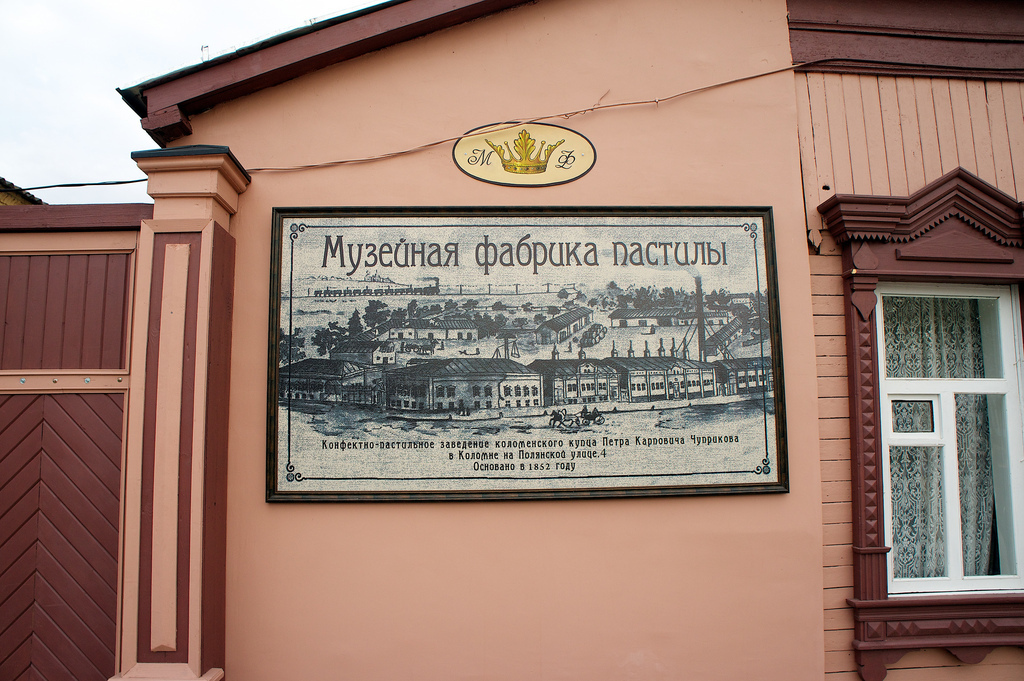 М Ф
Музейная фабрика пастилы
Конфектно-пастильное заведение коломенского купца Петра Карповича Чуприкова
в Коломне на Полянской улице,4
Основано в 1852 году